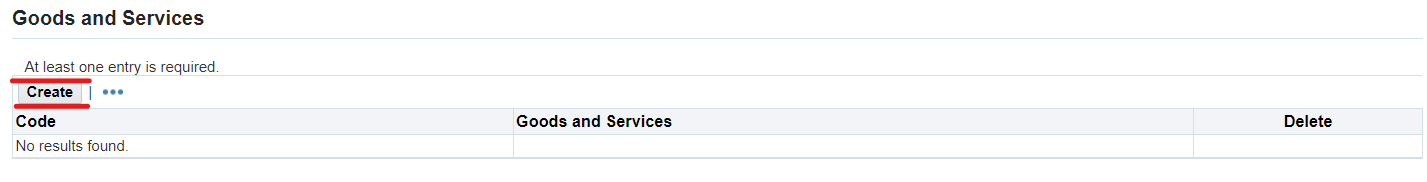 Goods and Services
At least one entry is required.
Create | •••
Code Goods and Services Delete
No results found.